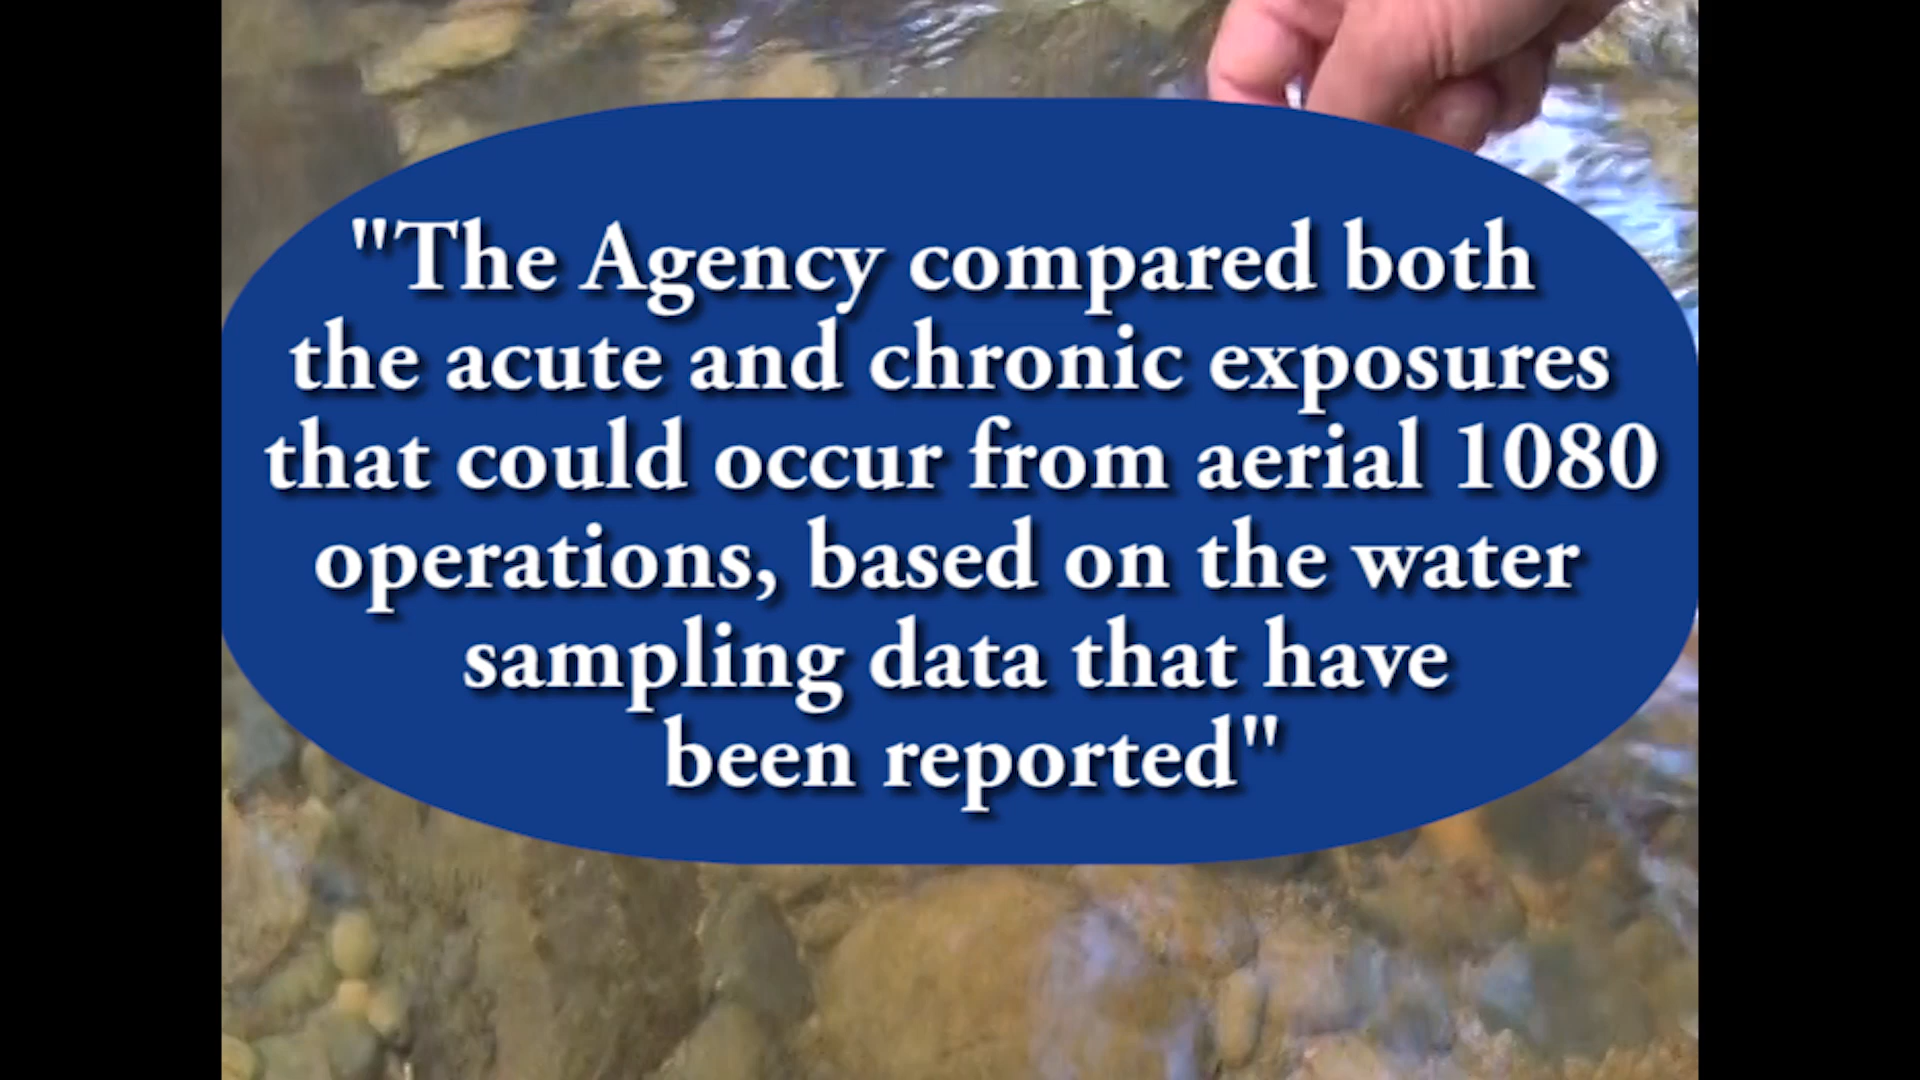 "The Agency compared both
the acute and chronic exposures
that could occur from aerial 1080
operations, based on the water
sampling data that have
been reported"